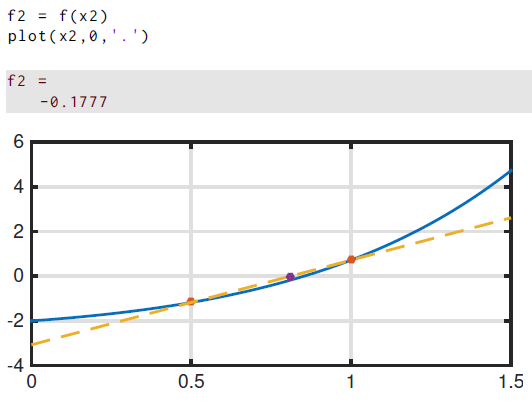 f2 = f(x2)
plot(x2,0,'.')
f2 =
-0.1777
6
4
2
0
-2
-4
0 0.5 1 1.5